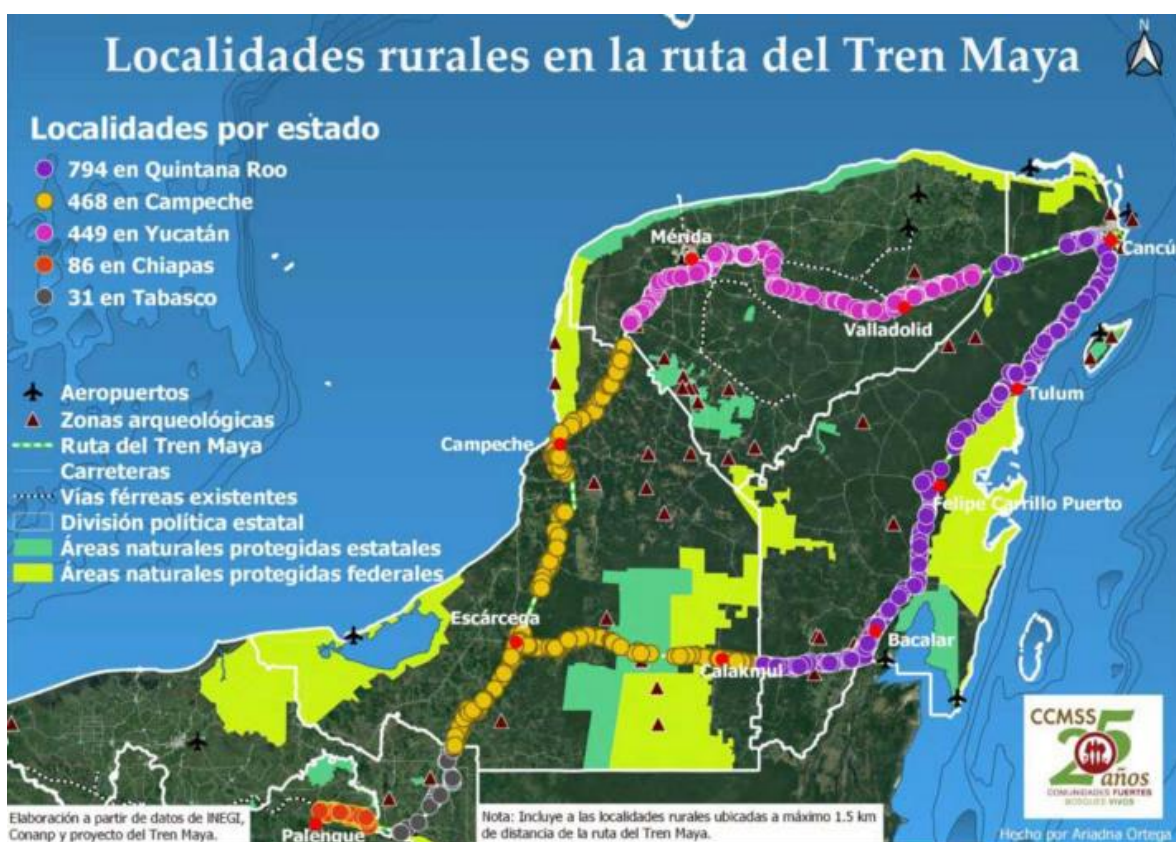 Localidades rurales en la ruta del Tren Maya
N
Localidades por estado
794 en Quintana Roo
468 en Campeche
449 en Yucatán
86 en Chiapas
31 en Tabasco
Aeropuertos
Zonas arqueológicas
Ruta del Tren Maya
Carreteras
Vías férreas existentes
División política estatal
Áreas naturales protegidas estatales
Áreas naturales protegidas federales
Mérida
Cancú
Valladolid
Tulum
Campeche
Felipe Carrillo Puerto
Escárcega
Bacalar
Calakmul
Palenque
CCMSS
25
años
COMUNIDADES FUERTES
BOSQUES VIVOS
Elaboración a partir de datos de INEGI,
Conanp y proyecto del Tren Maya.
Nota: Incluye a las localidades rurales ubicadas a máximo 1.5 km
de distancia de la ruta del Tren Maya.
Hecho por Ariadna Ortega